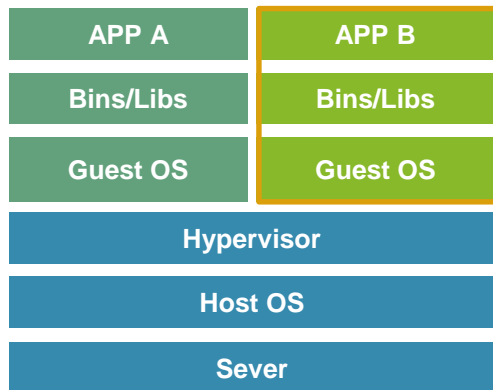 APP A
APP B
Bins/Libs
Bins/Libs
Guest OS
Guest OS
Hypervisor
Host OS
Sever